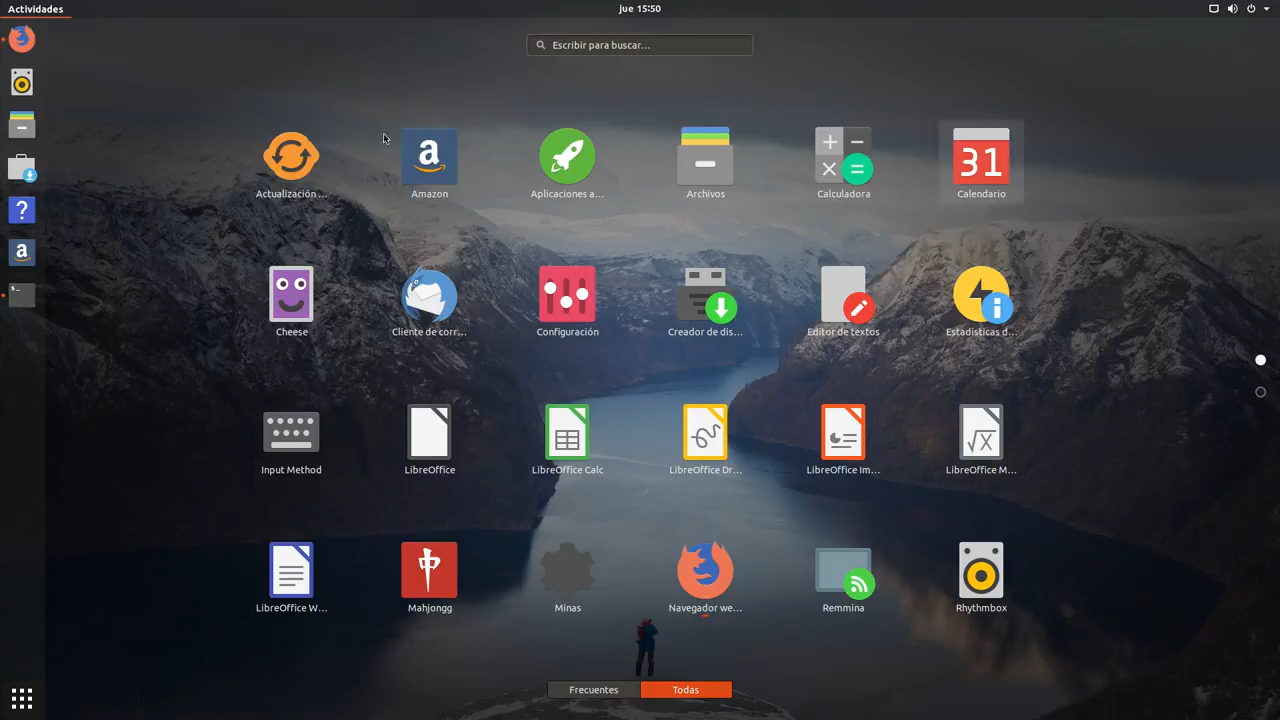 Actividades
jue 15:50
Escribir para buscar...
Actualización ...
Amazon
Aplicaciones a...
Archivos
Calculadora
31
Calendario
Cheese
Cliente de corr...
Configuración
Creador de dis...
Editor de textos
Estadísticas d...
Input Method
LibreOffice
LibreOffice Calc
LibreOffice Dr...
LibreOffice Im...
LibreOffice M...
LibreOffice W...
Mahjongg
Minas
Navegador we...
Remmina
Rhythmbox
Frecuentes
Todas